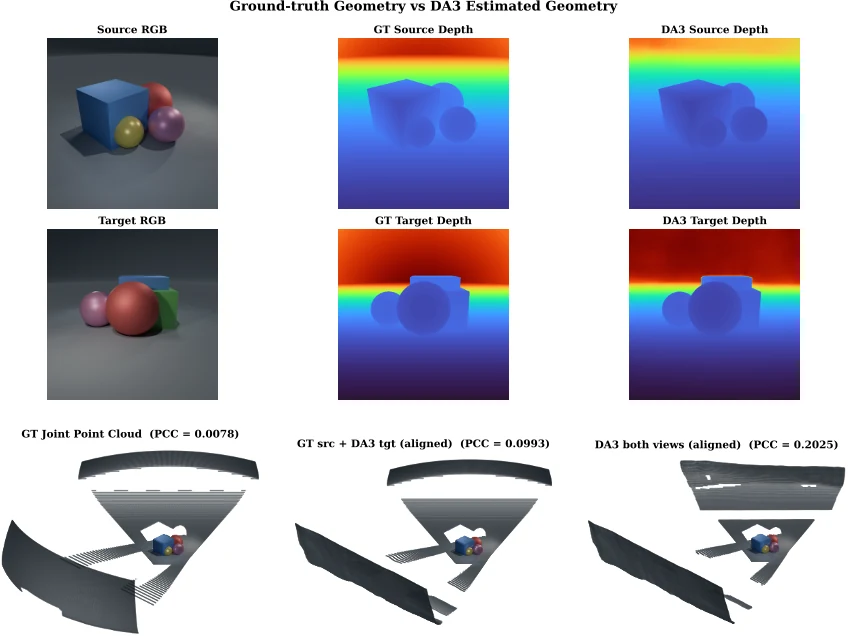 Ground-truth Geometry vs DA3 Estimated Geometry
Source RGB
GT Source Depth
DA3 Source Depth
Target RGB
GT Target Depth
DA3 Target Depth
GT Joint Point Cloud  (PCC = 0.0078)
GT src + DA3 tgt (aligned)  (PCC = 0.0993)
DA3 both views (aligned)  (PCC = 0.2025)